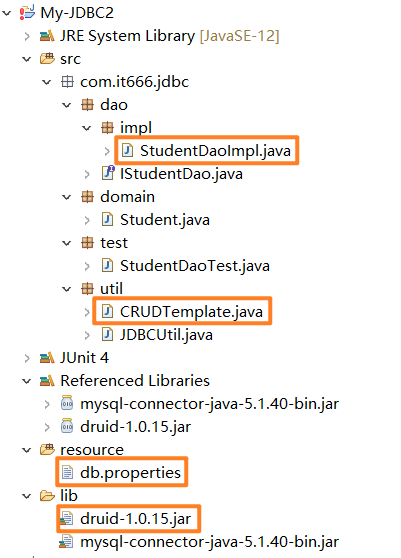 My-JDBC2
JRE System Library [JavaSE-12]
src
com.it666.jdbc
dao
impl
StudentDaoImpl.java
IStudentDao.java
domain
Student.java
test
StudentDaoTest.java
util
CRUDTemplate.java
JDBCUtil.java
JUnit 4
Referenced Libraries
mysql-connector-java-5.1.40-bin.jar
druid-1.0.15.jar
resource
db.properties
lib
druid-1.0.15.jar
mysql-connector-java-5.1.40-bin.jar